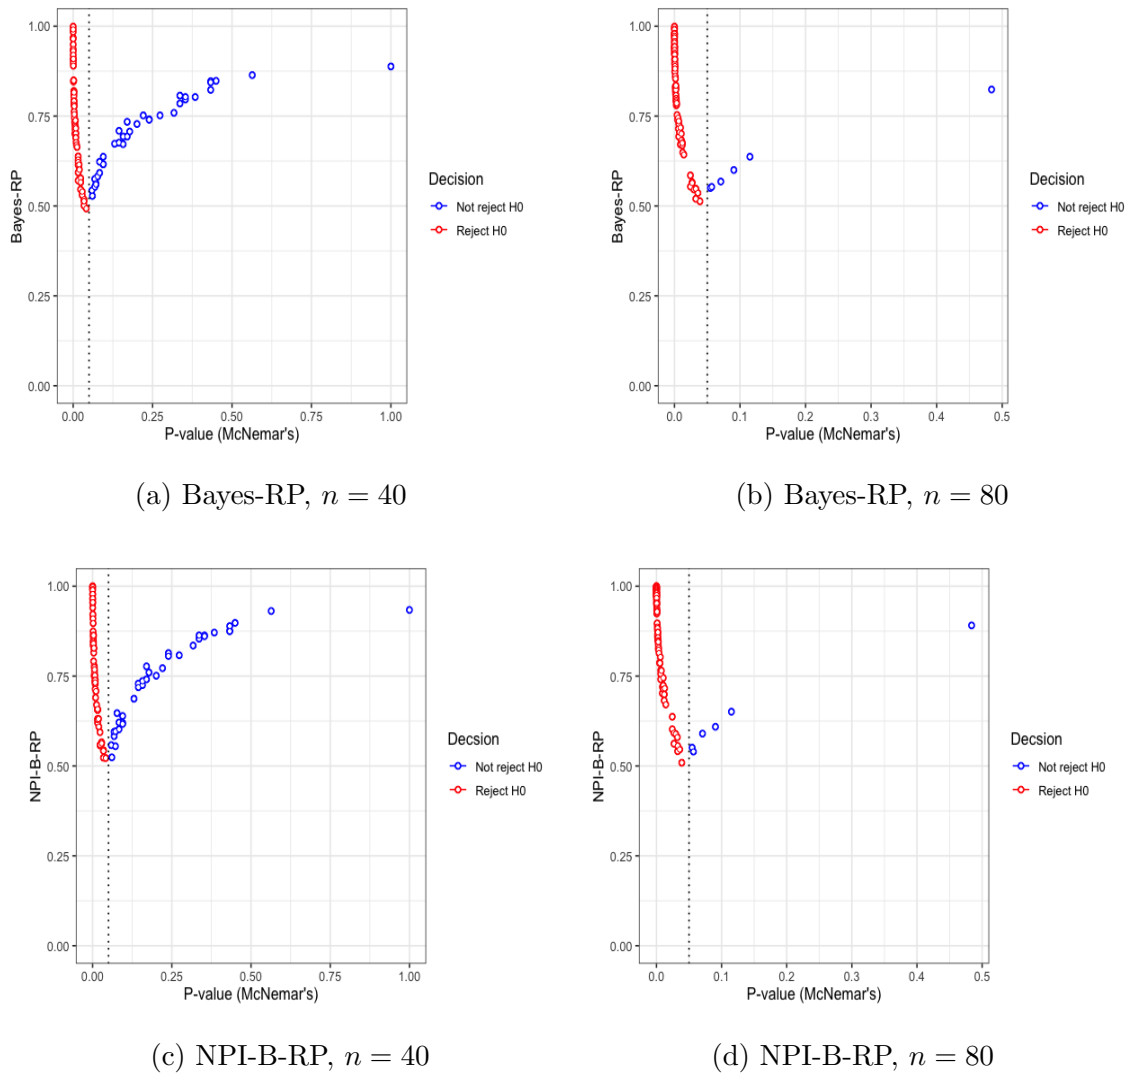 1.00
0.75
0.50
0.25
0.00
Bayes-RP
0.00 0.25 0.50 0.75 1.00
P-value (McNemar's)
Decision
Not reject H0
Reject H0
(a) Bayes-RP, n = 40
1.00
0.75
0.50
0.25
0.00
Bayes-RP
0.0 0.1 0.2 0.3 0.4 0.5
P-value (McNemar's)
Decision
Not reject H0
Reject H0
(b) Bayes-RP, n = 80
1.00
0.75
0.50
0.25
0.00
NPI-B-RP
0.00 0.25 0.50 0.75 1.00
P-value (McNemar's)
Decsion
Not reject H0
Reject H0
(c) NPI-B-RP, n = 40
1.00
0.75
0.50
0.25
0.00
NPI-B-RP
0.0 0.1 0.2 0.3 0.4 0.5
P-value (McNemar's)
Decsion
Not reject H0
Reject H0
(d) NPI-B-RP, n = 80